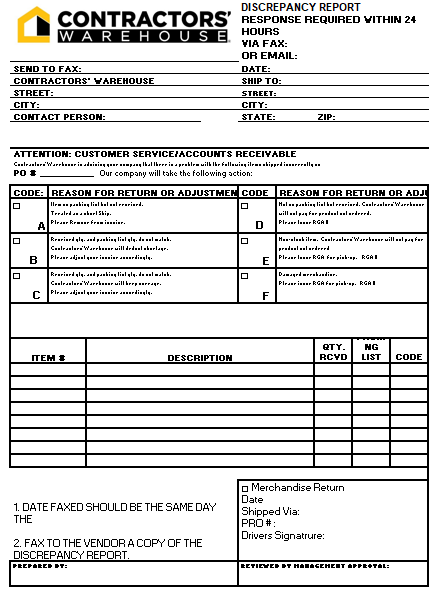 CONTRACTORS'
WAREHOUSE
DISCREPANCY REPORT
RESPONSE REQUIRED WITHIN 24
HOURS
VIA FAX:
OR EMAIL:
SEND TO FAX: DATE:
CONTRACTORS' WAREHOUSE SHIP TO:
STREET: STREET:
CITY: CITY:
CONTACT PERSON: STATE: ZIP:
ATTENTION: CUSTOMER SERVICE/ACCOUNTS RECEIVABLE
Contractors' Warehouse is advising your company that there is a problem with the following items shipped incorrectly on
PO # Our company will take the following action:
CODE: REASON FOR RETURN OR ADJUSTMEN CODE REASON FOR RETURN OR ADJU
A Item on packing list but not received.
Treated as a short Ship.
Please Remove from invoice.
D Not on packing list but received. Contractors' Warehouse
will not pay for product not ordered.
Please Issue RGA#
B Received qty. and packing list qty. do not match.
Contractors' Warehouse will deduct shortage.
Please adjust your invoice accordingly.
E Non-stock item. Contractors' Warehouse will not pay for
product not ordered
Please issue RGA for pick-up. RGA#
C Received qty. and packing list qty. do not match.
Contractors' Warehouse will keep overage.
Please adjust your invoice accordingly.
F Damaged merchandise.
Please issue RGA for pick-up. RGA#
ITEM # DESCRIPTION QTY. RCVD NG LIST CODE
1. DATE FAXED SHOULD BE THE SAME DAY
THE
2. FAX TO THE VENDOR A COPY OF THE
DISCREPANCY REPORT.
Merchandise Return
Date
Shipped Via:
PRO #:
Drivers Signatrure:
PREPARED BY: REVIEWED BY MANAGEMENT APPROVAL: